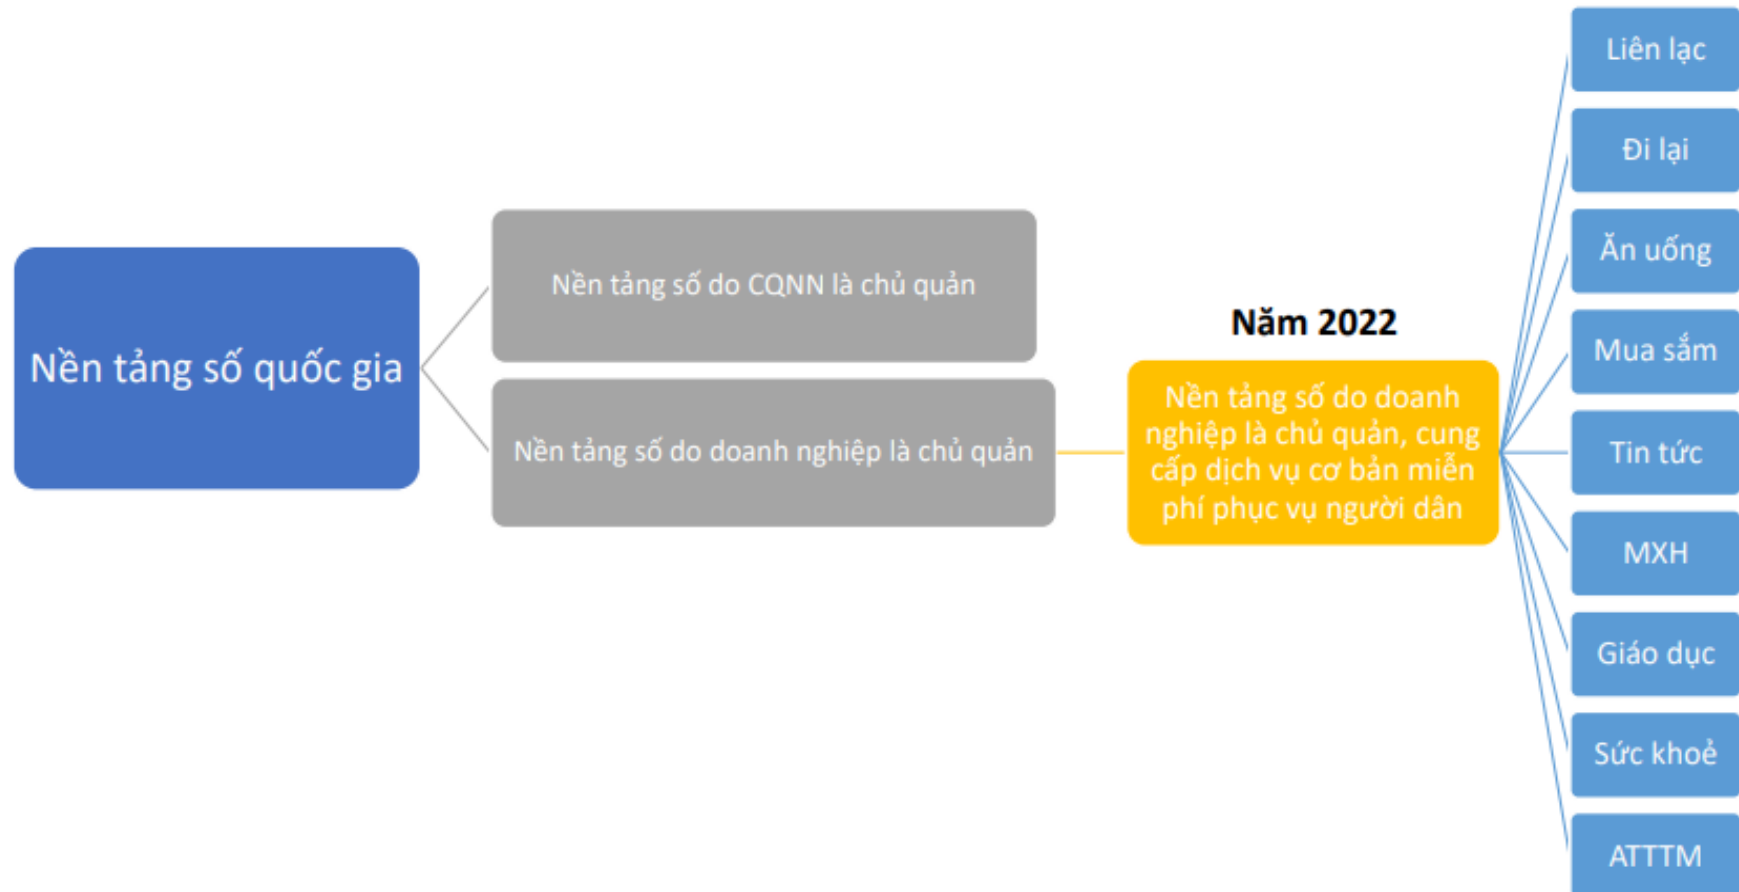 Nền tảng số quốc gia
Nền tảng số do CQNN là chủ quản
Nền tảng số do doanh nghiệp là chủ quản
Năm 2022
Nền tảng số do doanh
nghiệp là chủ quản, cung
cấp dịch vụ cơ bản miễn
phí phục vụ người dân
Liên lạc
Đi lại
Ăn uống
Mua sắm
Tin tức
MXH
Giáo dục
Sức khoẻ
ATTTM